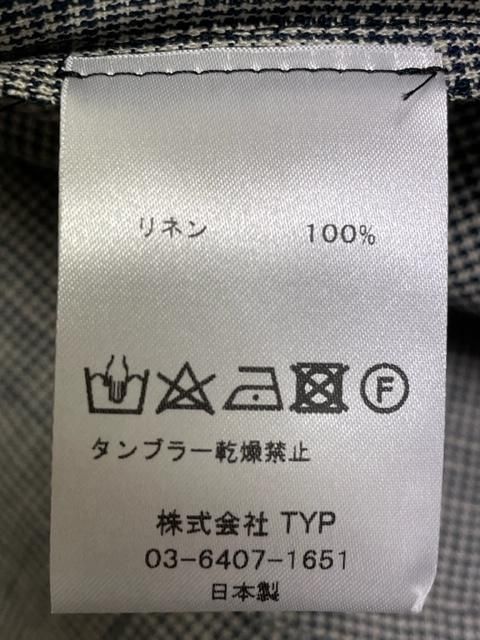 リネン 100%
F
タンブラー乾燥禁止
株式会社 TYP
03-6407-1651
日本製